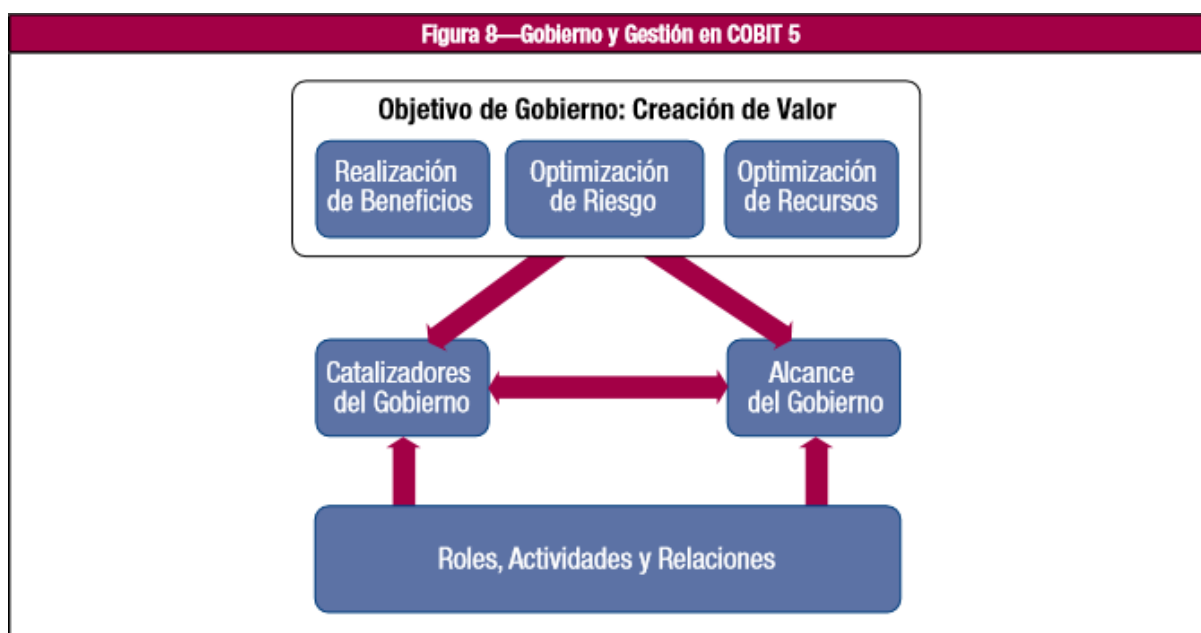 Figura 8—Gobierno y Gestión en COBIT 5
Objetivo de Gobierno: Creación de Valor
Realización
de Beneficios
Optimización
de Riesgo
Optimización
de Recursos
Catalizadores
del Gobierno
Alcance
del Gobierno
Roles, Actividades y Relaciones